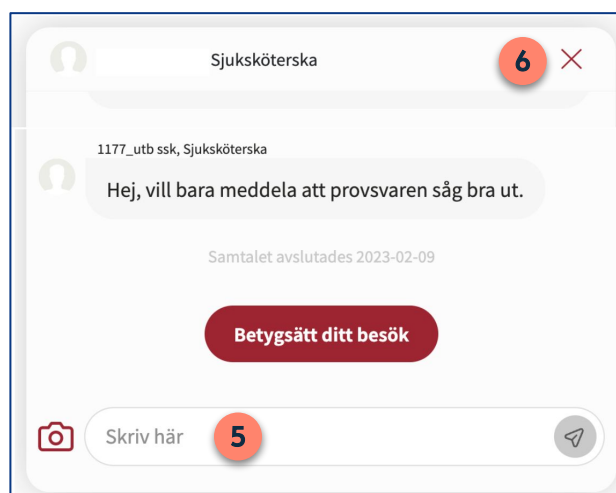 Sjuksköterska
6
1177_utb ssk, Sjuksköterska
Hej, vill bara meddela att provsvaren såg bra ut.
Samtalet avslutades 2023-02-09
Betygsätt ditt besök
Skriv här
5